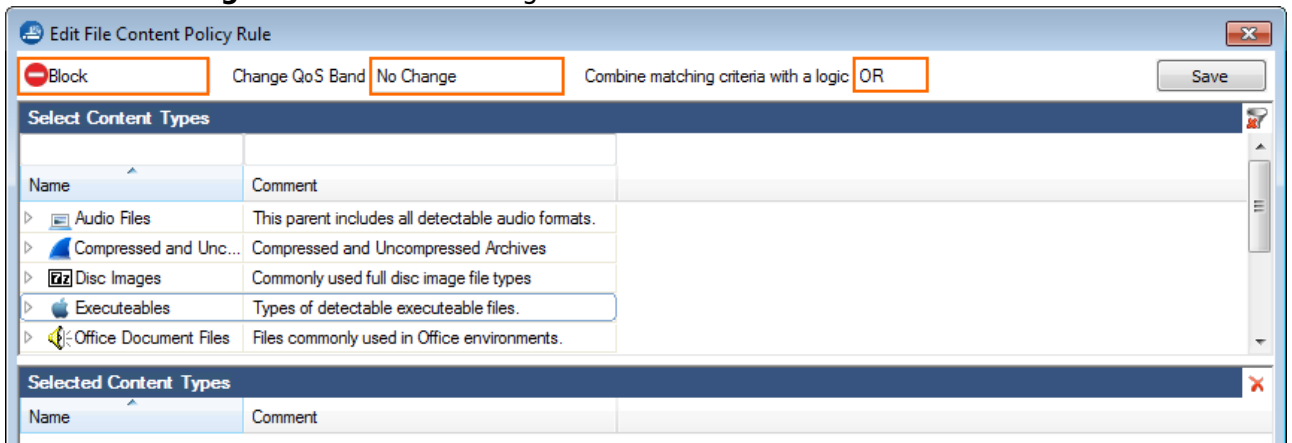 Edit File Content Policy Rule
Block Change QoS Band No Change Combine matching criteria with a logic OR Save
Select Content Types
Name Comment
Audio Files This parent includes all detectable audio formats.
Compressed and Unc... Compressed and Uncompressed Archives
7z Disc Images Commonly used full disc image file types
Executeables Types of detectable executeable files.
Office Document Files Files commonly used in Office environments.
Selected Content Types
Name Comment